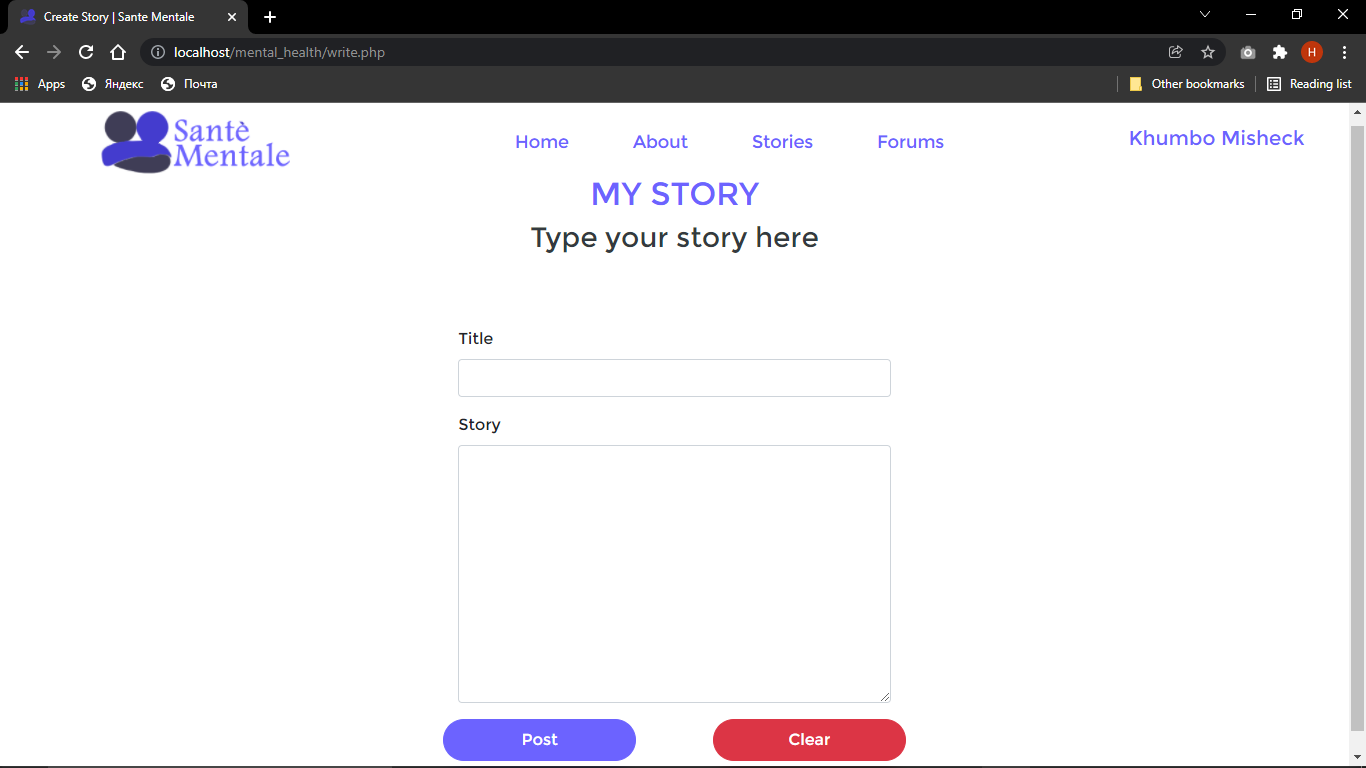 Create Story | Sante Mentale
localhost/mental_health/write.php
H
Apps Яндекс Почта Other bookmarks Reading list
Santè
Mentale
Home About Stories Forums Khumbo Misheck
MY STORY
Type your story here
Title
Story
Post Clear